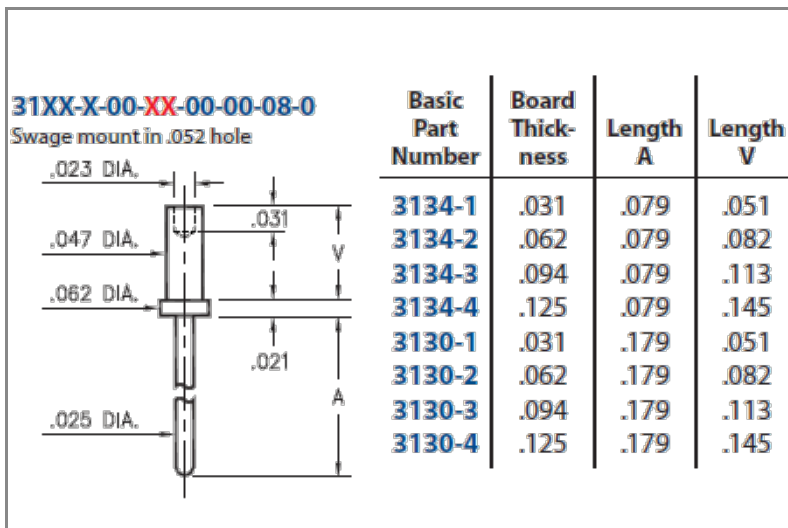 31XX-X-00-XX-00-00-08-0
Swage mount in .052 hole
.023 DIA.
.031
.047 DIA.
V
.062 DIA.
.021
A
.025 DIA.
Basic Part Number Board Thick-ness Length A Length V
3134-1 .031 .079 .051
3134-2 .062 .079 .082
3134-3 .094 .079 .113
3134-4 .125 .079 .145
3130-1 .031 .179 .051
3130-2 .062 .179 .082
3130-3 .094 .179 .113
3130-4 .125 .179 .145